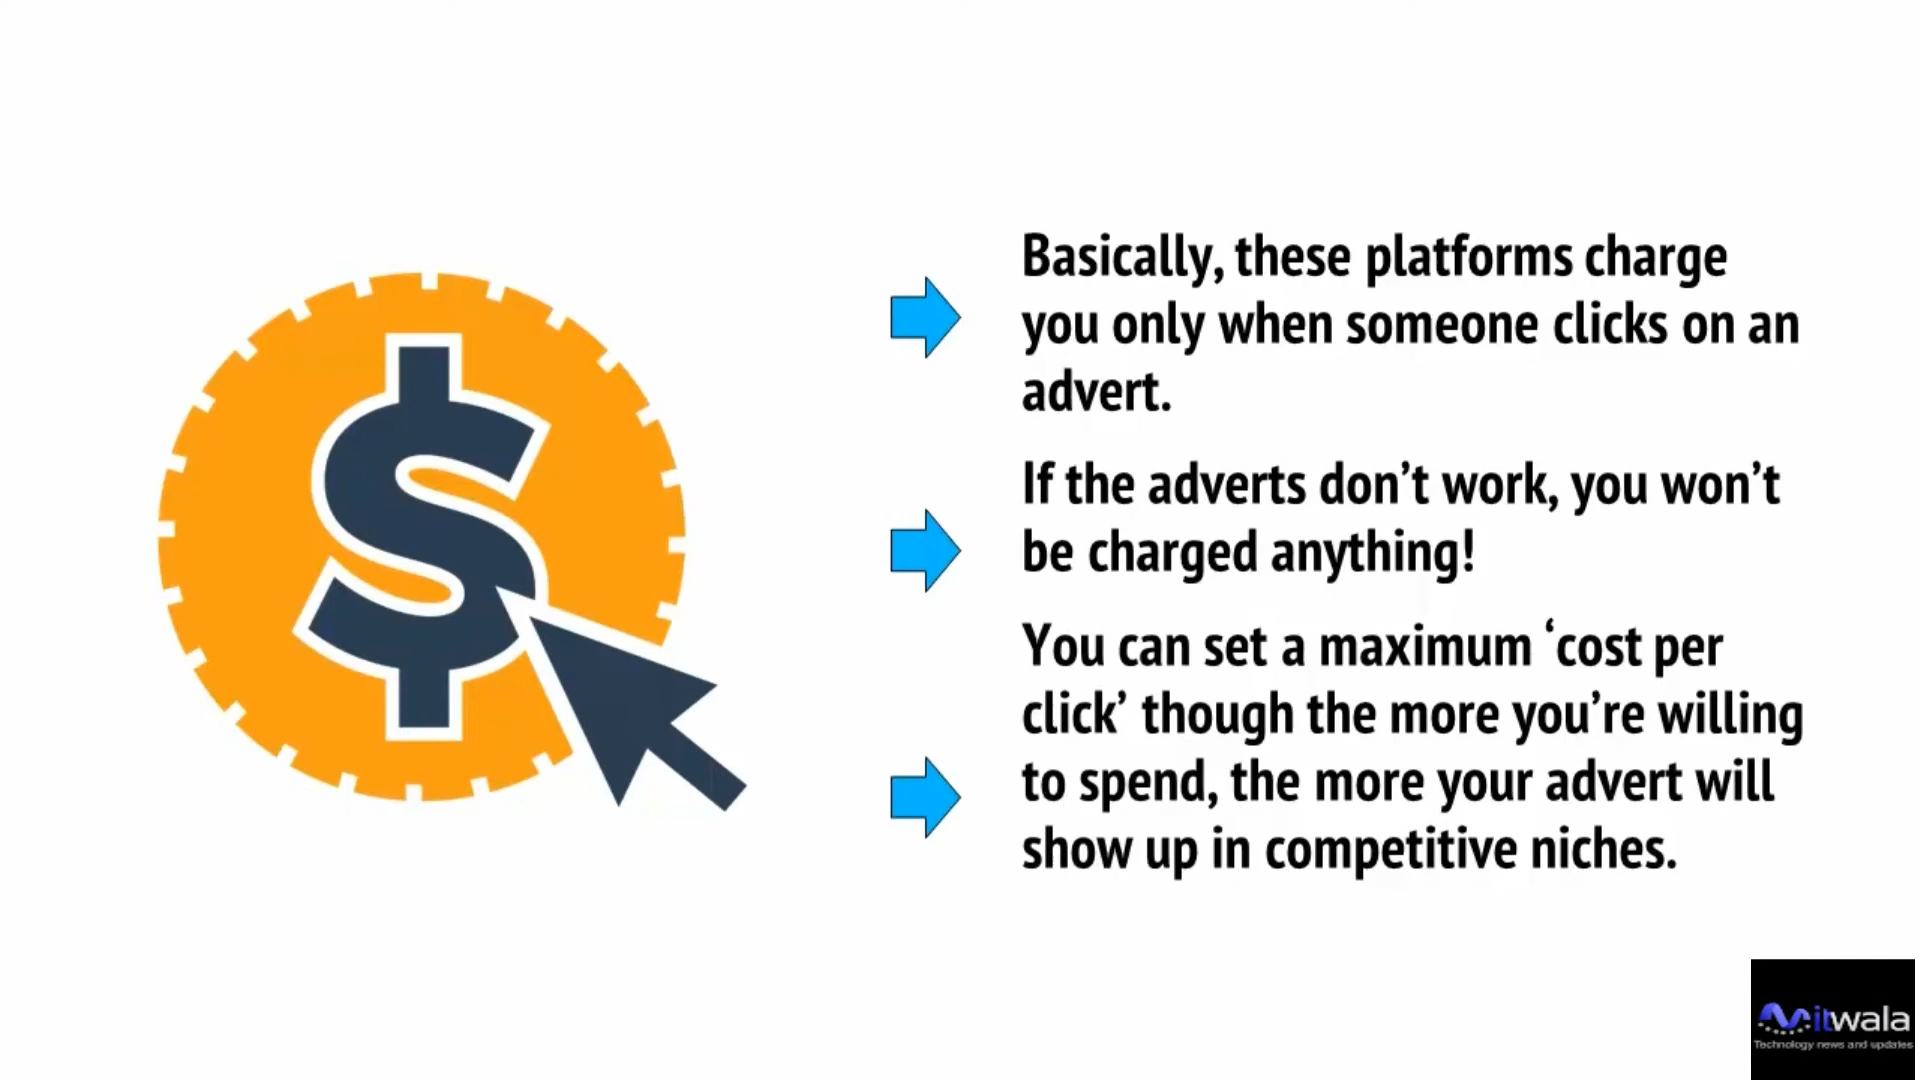 Basically, these platforms charge
you only when someone clicks on an
advert.
If the adverts don’t work, you won’t
be charged anything!
You can set a maximum ‘cost per
click’ though the more you’re willing
to spend, the more your advert will
show up in competitive niches.
$
itwala
Technology news and updates